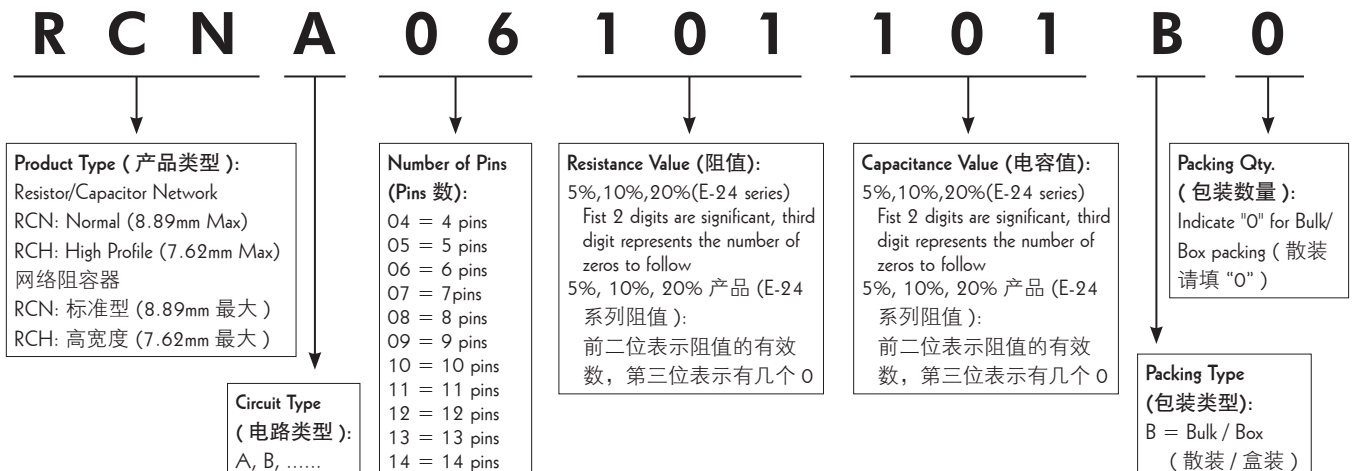 R C N A 0 6 1 0 1 1 0 1 B 0
Product Type ( 产品类型 ):
Resistor/Capacitor Network
RCN: Normal (8.89mm Max)
RCH: High Profile (7.62mm Max)
网络阻容器
RCN: 标准型 (8.89mm 最大 )
RCH: 高宽度 (7.62mm 最大 )
Circuit Type
( 电路类型 ):
A, B, ......
Number of Pins
(Pins 数):
04 = 4 pins
05 = 5 pins
06 = 6 pins
07 = 7pins
08 = 8 pins
09 = 9 pins
10 = 10 pins
11 = 11 pins
12 = 12 pins
13 = 13 pins
14 = 14 pins
Resistance Value (阻值):
5%,10%,20%(E-24 series)
Fist 2 digits are significant, third
digit represents the number of
zeros to follow
5%, 10%, 20% 产品 (E-24
系列阻值 ):
前二位表示阻值的有效
数，第三位表示有几个 0
Capacitance Value (电容值):
5%,10%,20%(E-24 series)
Fist 2 digits are significant, third
digit represents the number of
zeros to follow
5%, 10%, 20% 产品 (E-24
系列阻值 ):
前二位表示阻值的有效
数，第三位表示有几个 0
Packing Qty.
( 包装数量 ):
Indicate "0" for Bulk/
Box packing ( 散装
请填 “0” )
Packing Type
(包装类型):
B = Bulk / Box
( 散装 / 盒装 )